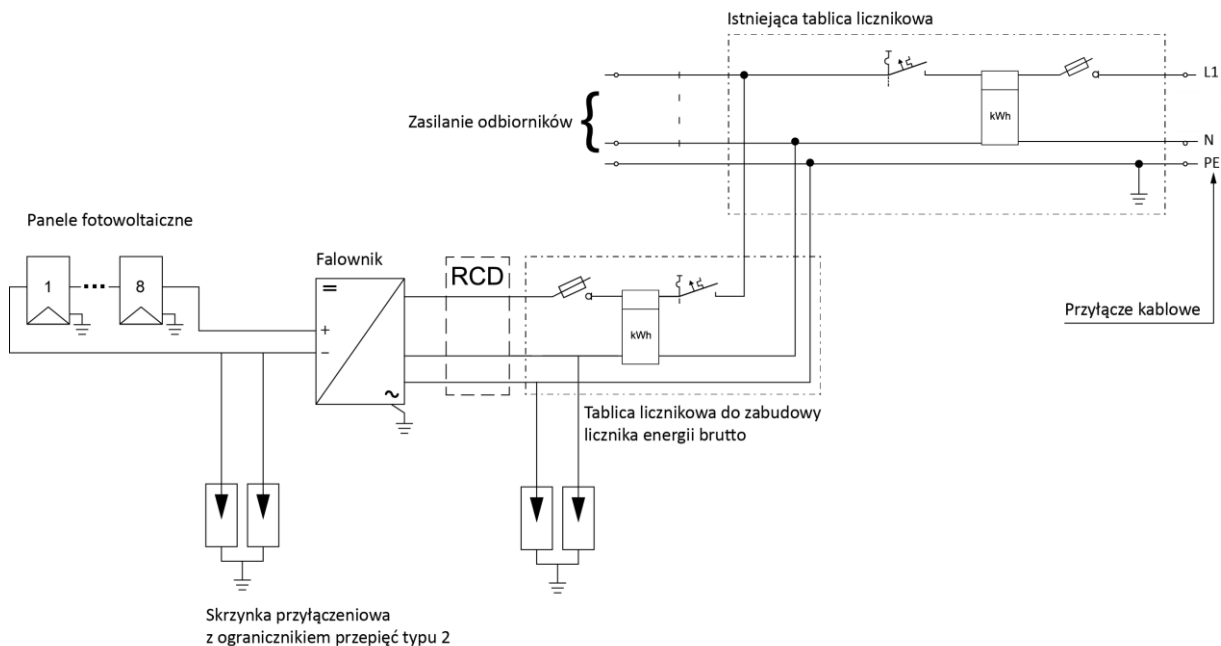 Istniejąca tablica licznikowa
L1
kWh
Zasilanie odbiorników
{
N
PE
Panele fotowoltaiczne
Falownik
RCD
1
8
+
−
kWh
Przyłącze kablowe
Tablica licznikowa do zabudowy
licznika energii brutto
Skrzynka przyłączeniowa
z ogranicznikiem przepięć typu 2